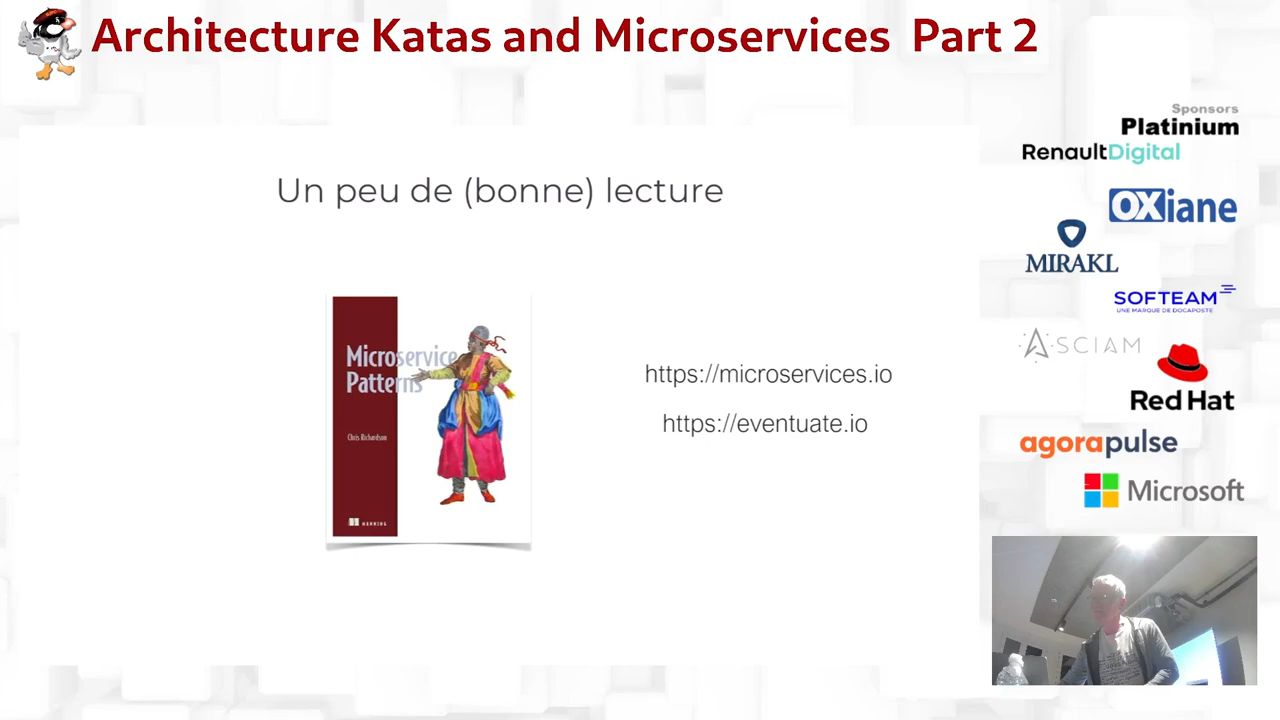 Architecture Katas and Microservices Part 2
Un peu de (bonne) lecture
Microservice
Patterns
Chris Richardson
MANNING
https://microservices.io
https://eventuate.io
Sponsors
Platinium
RenaultDigital
OXiane
MIRAKL
SOFTEAM
UNE MARQUE DE DOCAPOSTE
ASCIAM
Red Hat
agorapulse
Microsoft